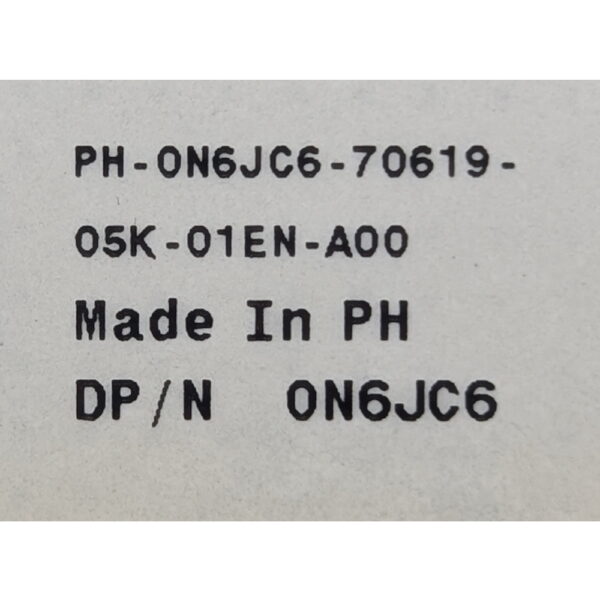 PH-0N6JC6-70619-
05K-01EN-A00
Made In PH
DP/N 0N6JC6